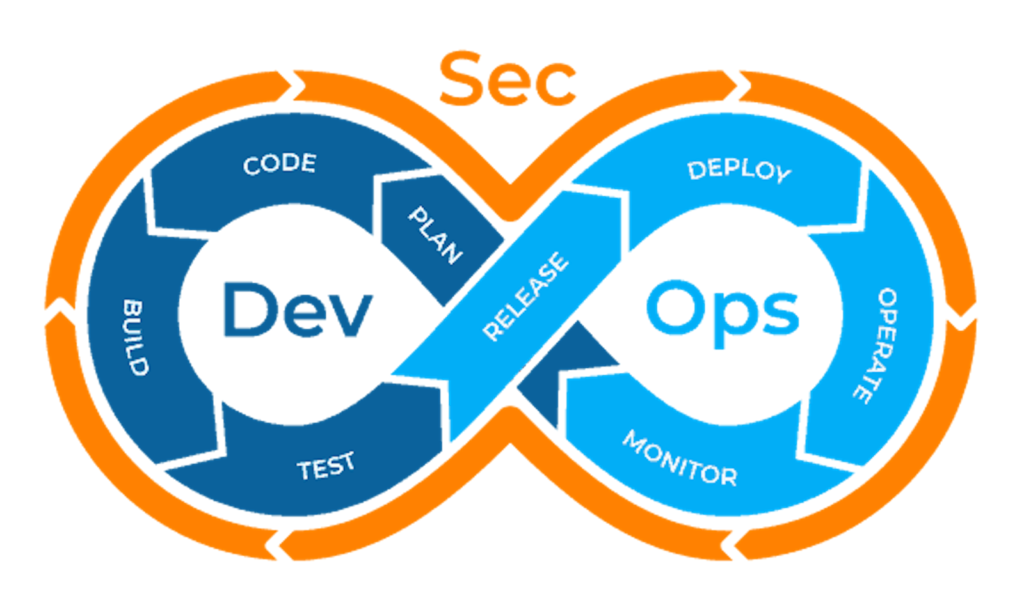 Sec
CODE
PLAN
BUILD
Dev
TEST
RELEASE
DEPLOY
Ops
OPERATE
MONITOR